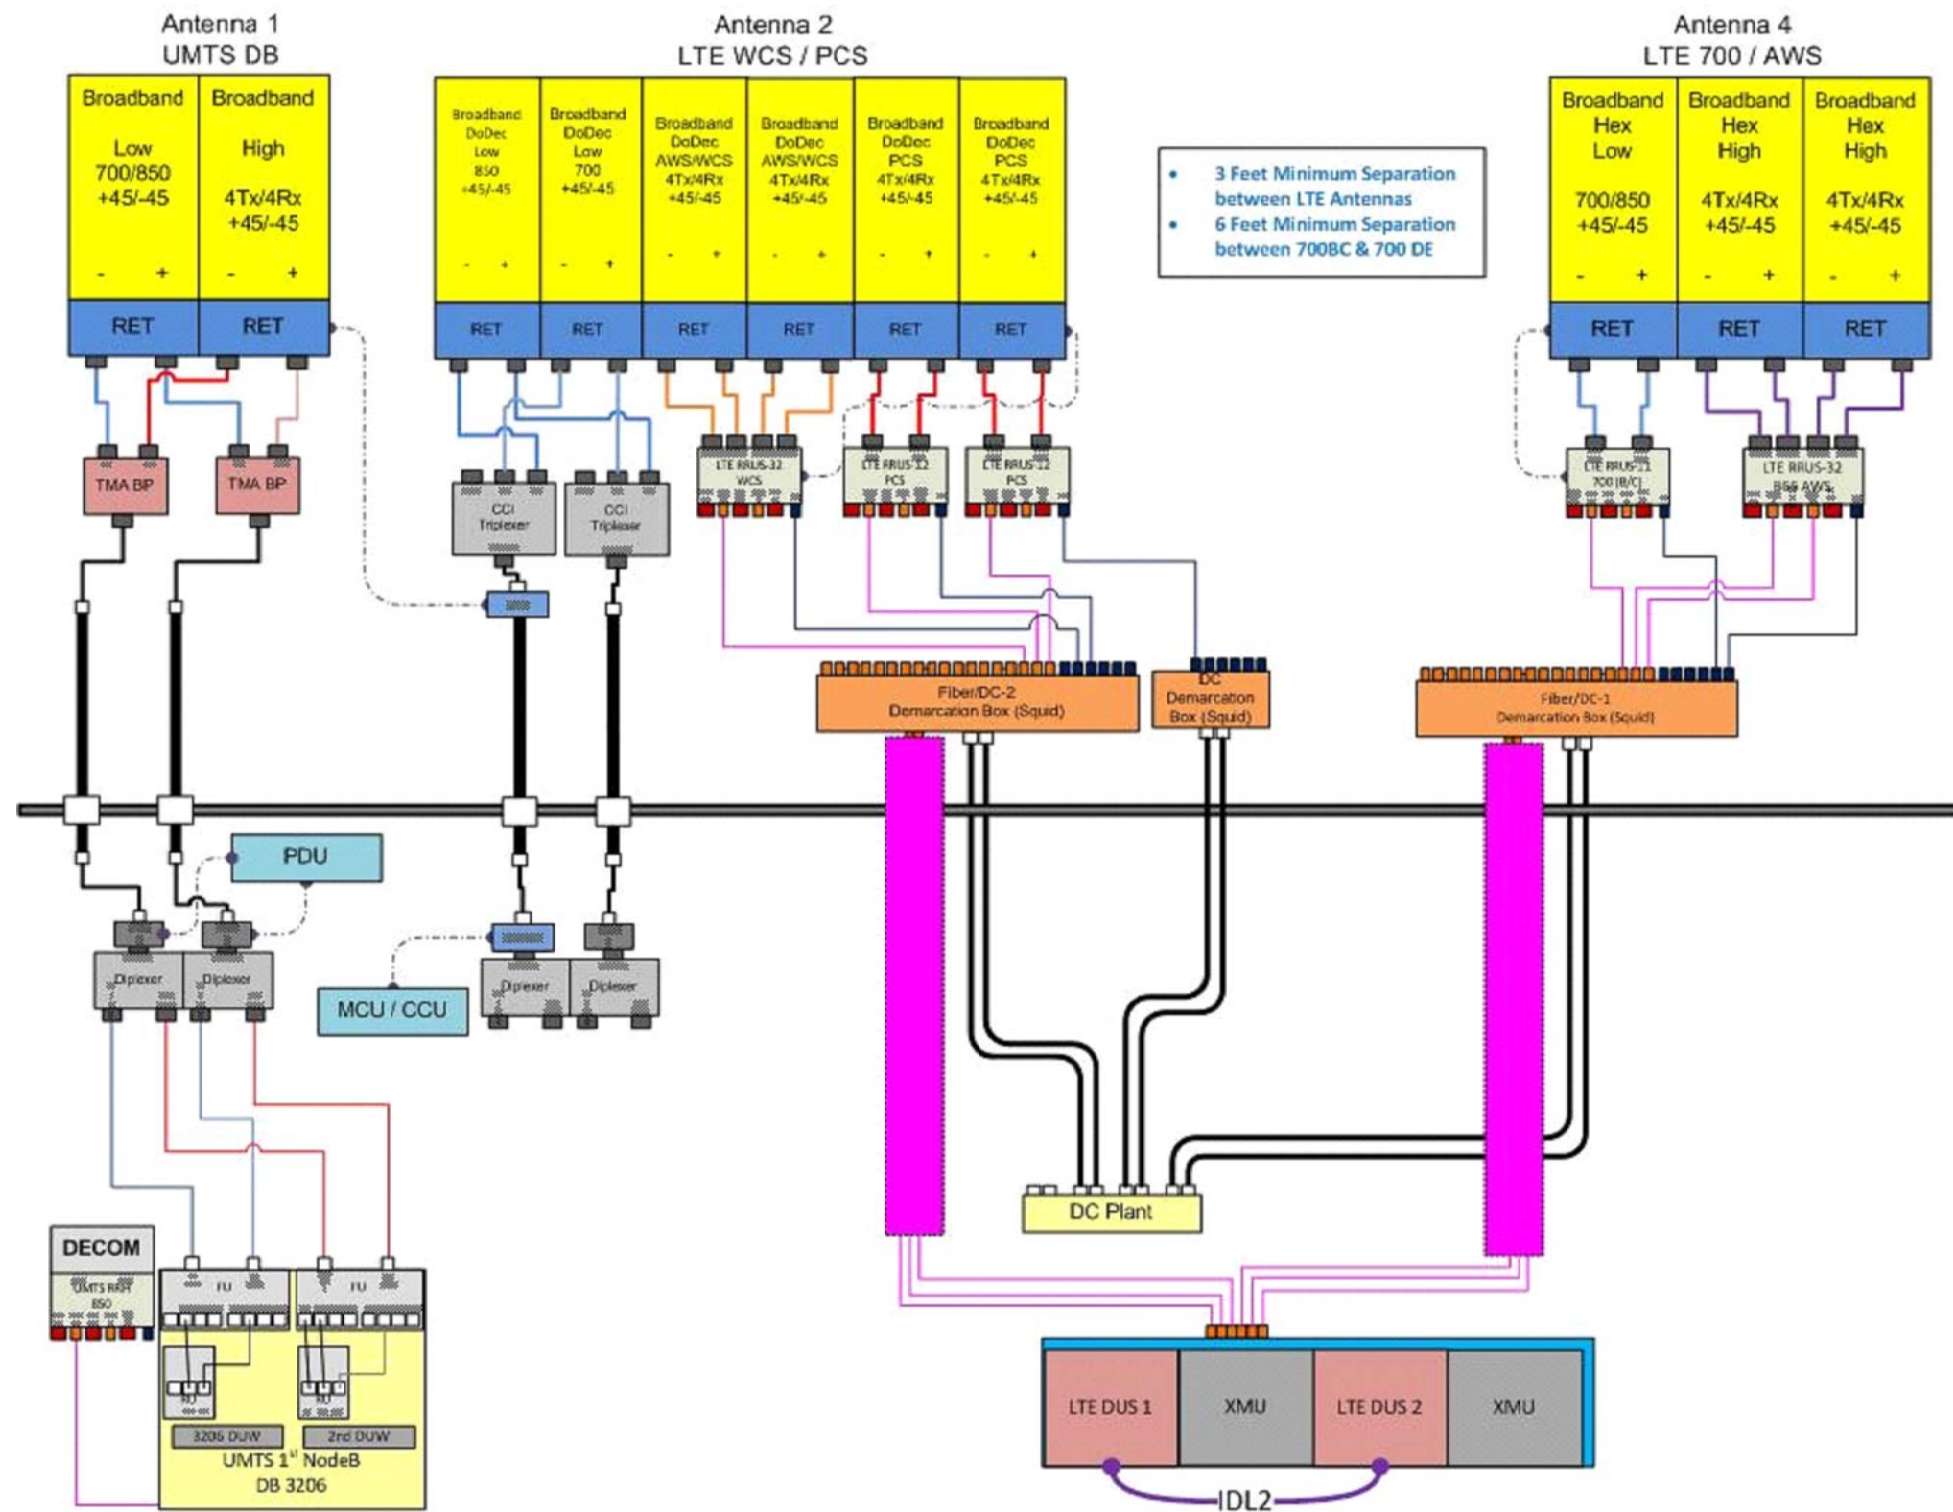 Antenna 1
UMTS DB
Antenna 2
LTE WCS / PCS
Antenna 4
LTE 700 / AWS
Broadband
Low
700/850
+45/-45
- +
Broadband
High
4Tx/4Rx
+45/-45
- +
RET
RET
Broadband
DoDec
Low
850
+45/-45
- +
Broadband
DoDec
Low
700
+45/-45
- +
Broadband
DoDec
AWS/WCS
4Tx/4Rx
+45/-45
- +
Broadband
DoDec
AWS/WCS
4Tx/4Rx
+45/-45
- +
Broadband
DoDec
PCS
4Tx/4Rx
+45/-45
- +
Broadband
DoDec
PCS
4Tx/4Rx
+45/-45
- +
RET
RET
RET
RET
RET
RET
• 3 Feet Minimum Separation
between LTE Antennas
• 6 Feet Minimum Separation
between 700BC & 700 DE
Broadband
Hex
Low
700/850
+45/-45
- +
Broadband
Hex
High
4Tx/4Rx
+45/-45
- +
Broadband
Hex
High
4Tx/4Rx
+45/-45
- +
RET
RET
RET
TMA BP
TMA BP
CCI
Triplexer
CCI
Triplexer
LTE RRUS-32
WCS
LTE RRUS-12
PCS
LTE RRUS-12
PCS
LTE RRUS-11
700 (B/C)
LTE RRUS-32
B66 AWS
Fiber/DC-2
Demarcation Box (Squid)
DC
Demarcation
Box (Squid)
Fiber/DC-1
Demarcation Box (Squid)
PDU
Diplexer
Diplexer
MCU / CCU
Diplexer
Diplexer
DC Plant
DECOM
UMTS RRH
850
FU
FU
RU
RU
3206 DUW
2nd DUW
UMTS 1st NodeB
DB 3206
LTE DUS 1
XMU
LTE DUS 2
XMU
IDL2